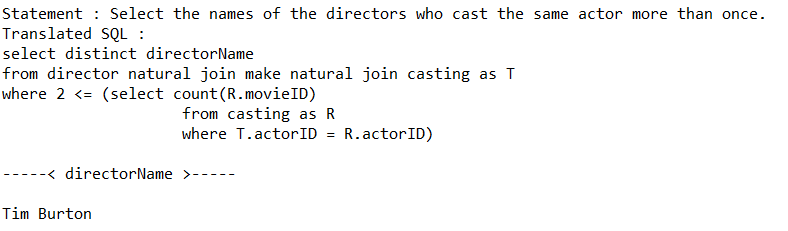 Statement : Select the names of the directors who cast the same actor more than once.
Translated SQL :
select distinct directorName
from director natural join make natural join casting as T
where 2 <= (select count(R.movieID)
from casting as R
where T.actorID = R.actorID)
-----< directorName >-----
Tim Burton